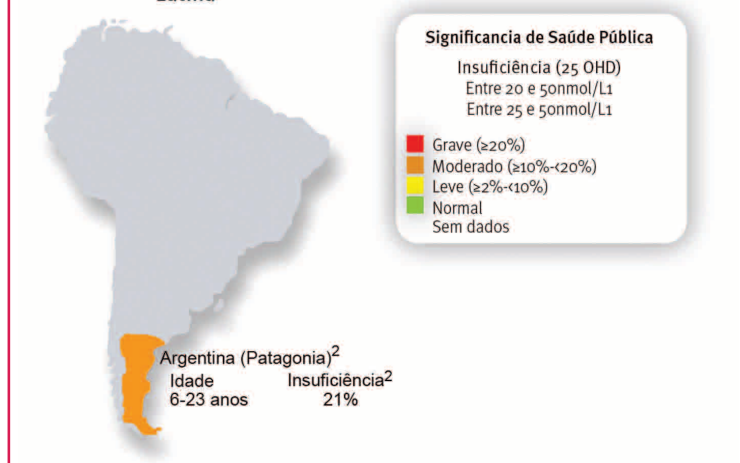 Significancia de Saúde Pública
Insuficiência (25 OHD)
Entre 20 e 50nmol/L1
Entre 25 e 50nmol/L1
Grave (≥20%)
Moderado (≥10%-<20%)
Leve (≥2%-<10%)
Normal
Sem dados
Argentina (Patagonia)2
Idade Insuficiência2
6-23 anos 21%